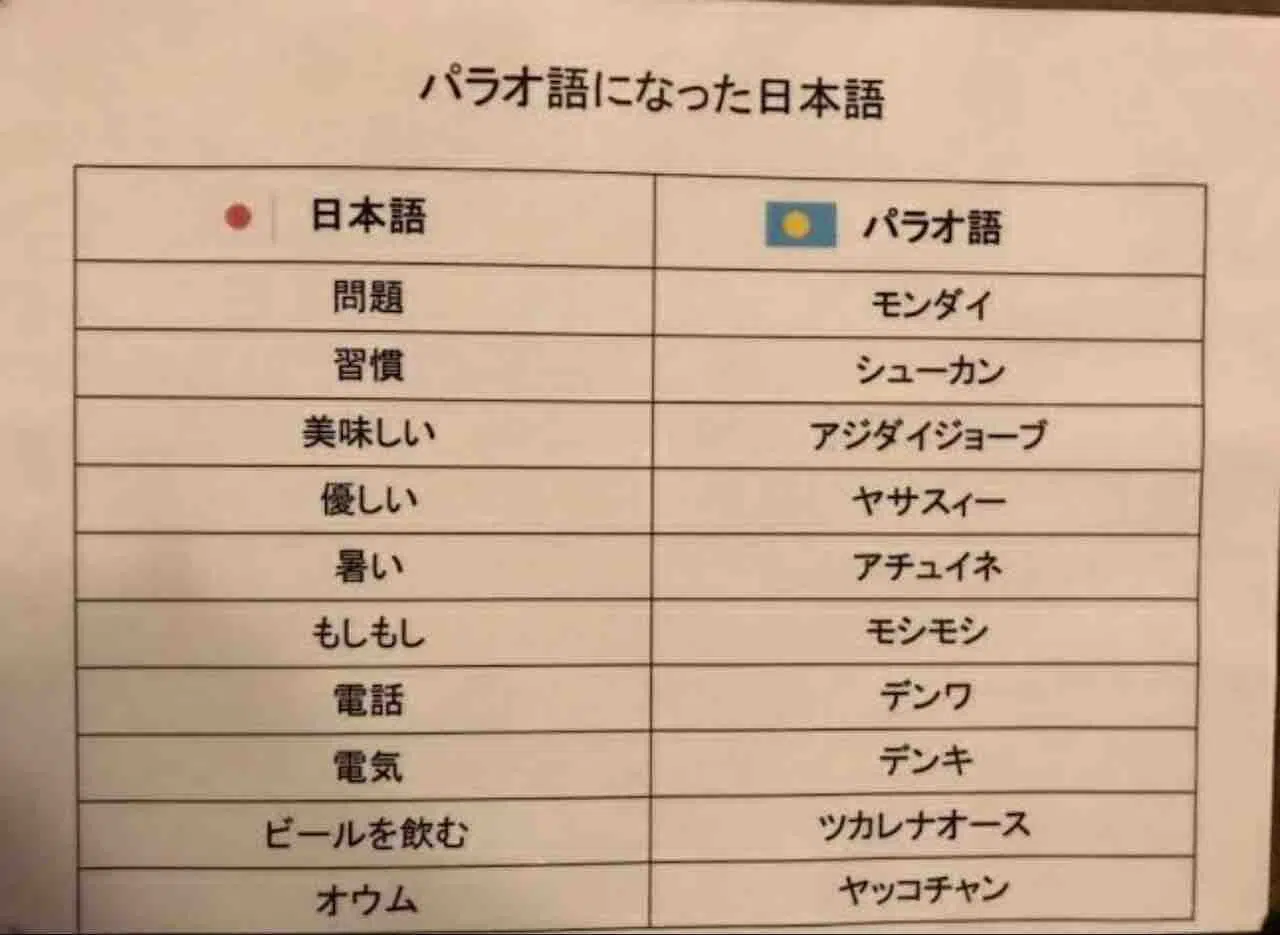 パラオ語になった日本語
日本語 パラオ語
問題 モンダイ
習慣 シューカン
美味しい アジダイジョーブ
優しい ヤサスィー
暑い アチュイネ
もしもし モシモシ
電話 デンワ
電気 デンキ
ビールを飲む ツカレナオース
オウム ヤッコチャン